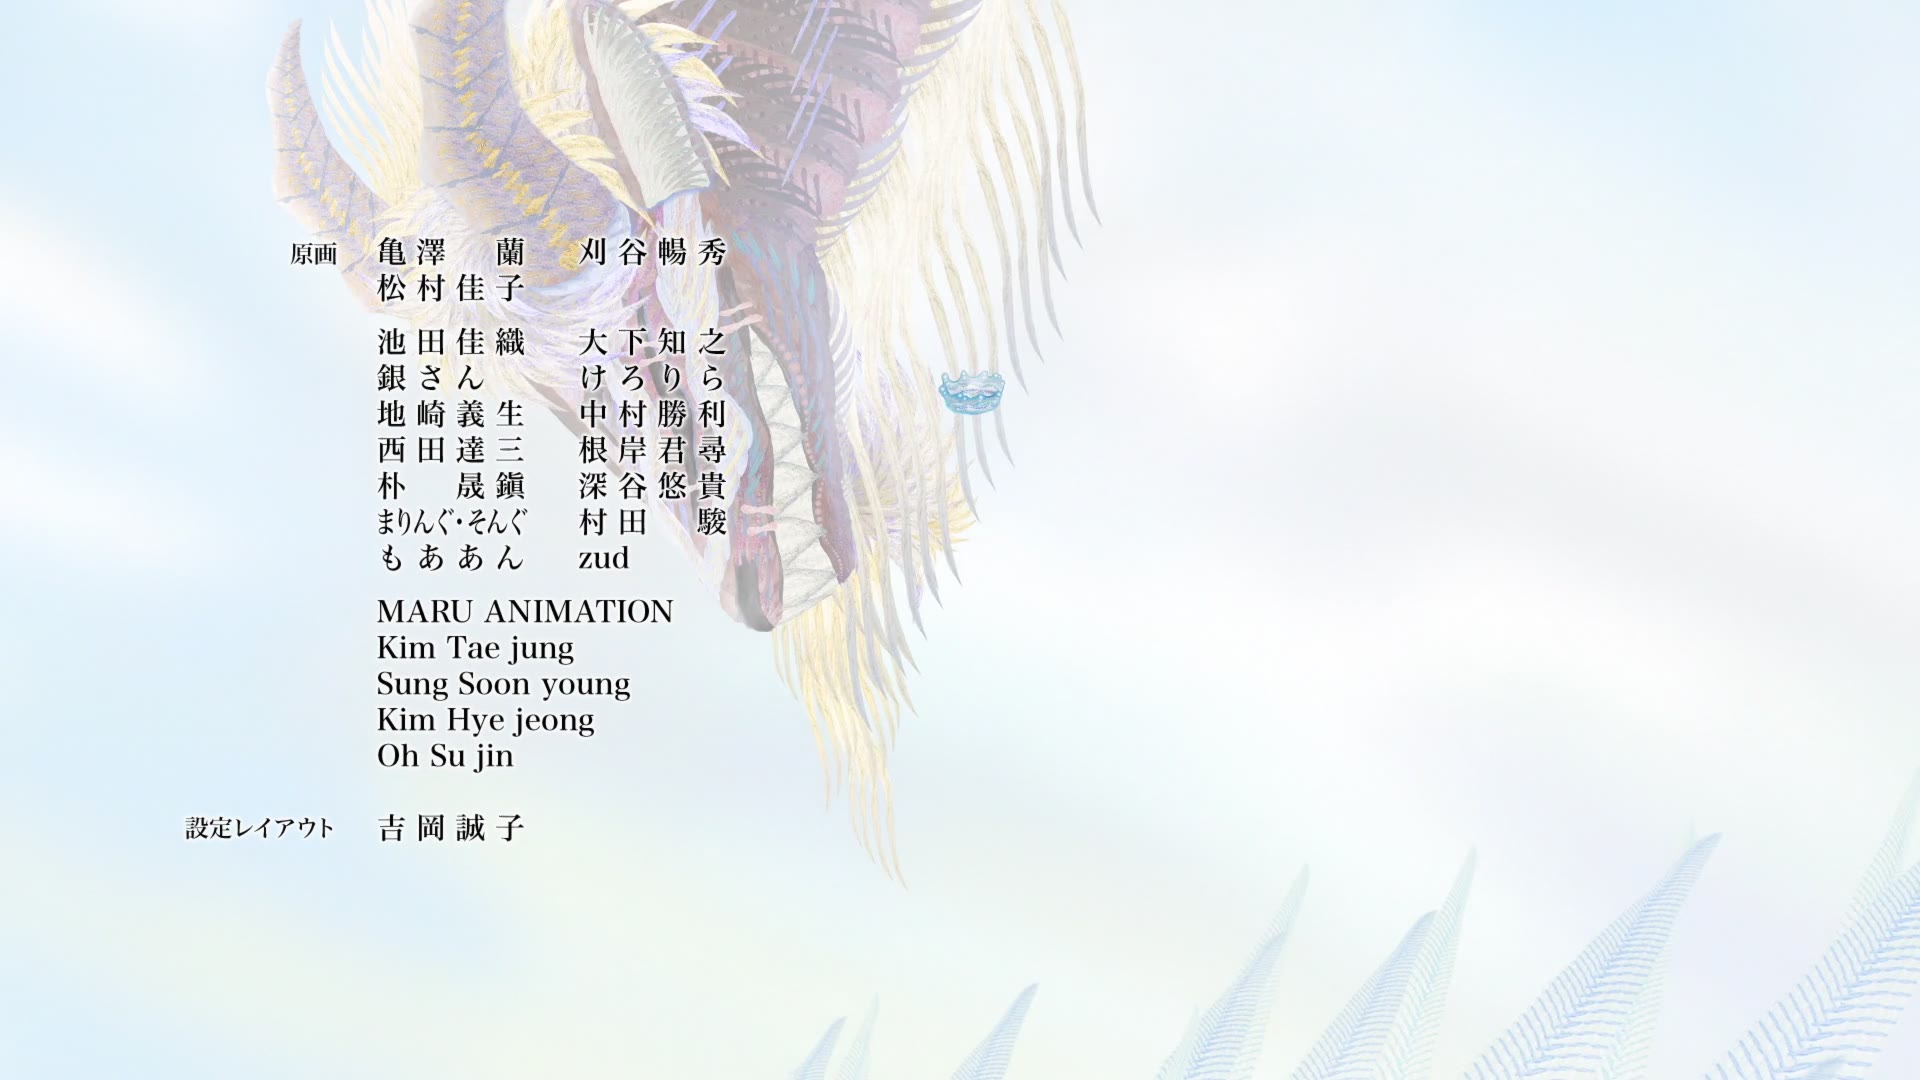 原画 亀澤 蘭 刈谷暢秀
松村佳子
池田佳織 大下知之
銀さん けろりら
地崎義生 中村勝利
西田達三 根岸君尋
朴 晟鎭 深谷悠貴
まりんぐ・そんぐ 村田 駿
もああん zud
MARU ANIMATION
Kim Tae jung
Sung Soon young
Kim Hye jeong
Oh Su jin
設定レイアウト 吉岡誠子